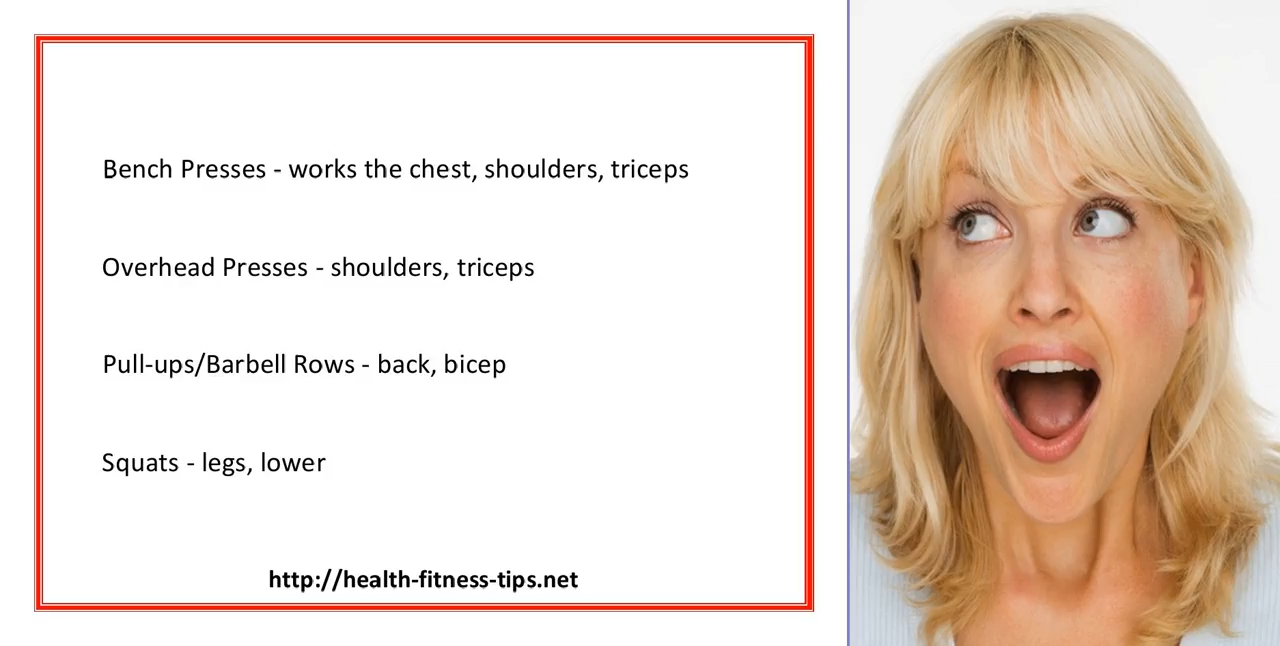 Bench Presses - works the chest, shoulders, triceps
Overhead Presses - shoulders, triceps
Pull-ups/Barbell Rows - back, bicep
Squats - legs, lower
http://health-fitness-tips.net